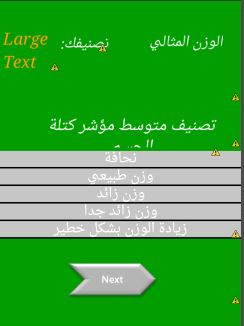 الوزن المثالي
تصنيفك:
Large
Text
تصنيف متوسط مؤشر كتلة
نحافة
وزن طبيعي
وزن زائد
وزن زائد جدا
زيادة الوزن بشكل خطير
Next